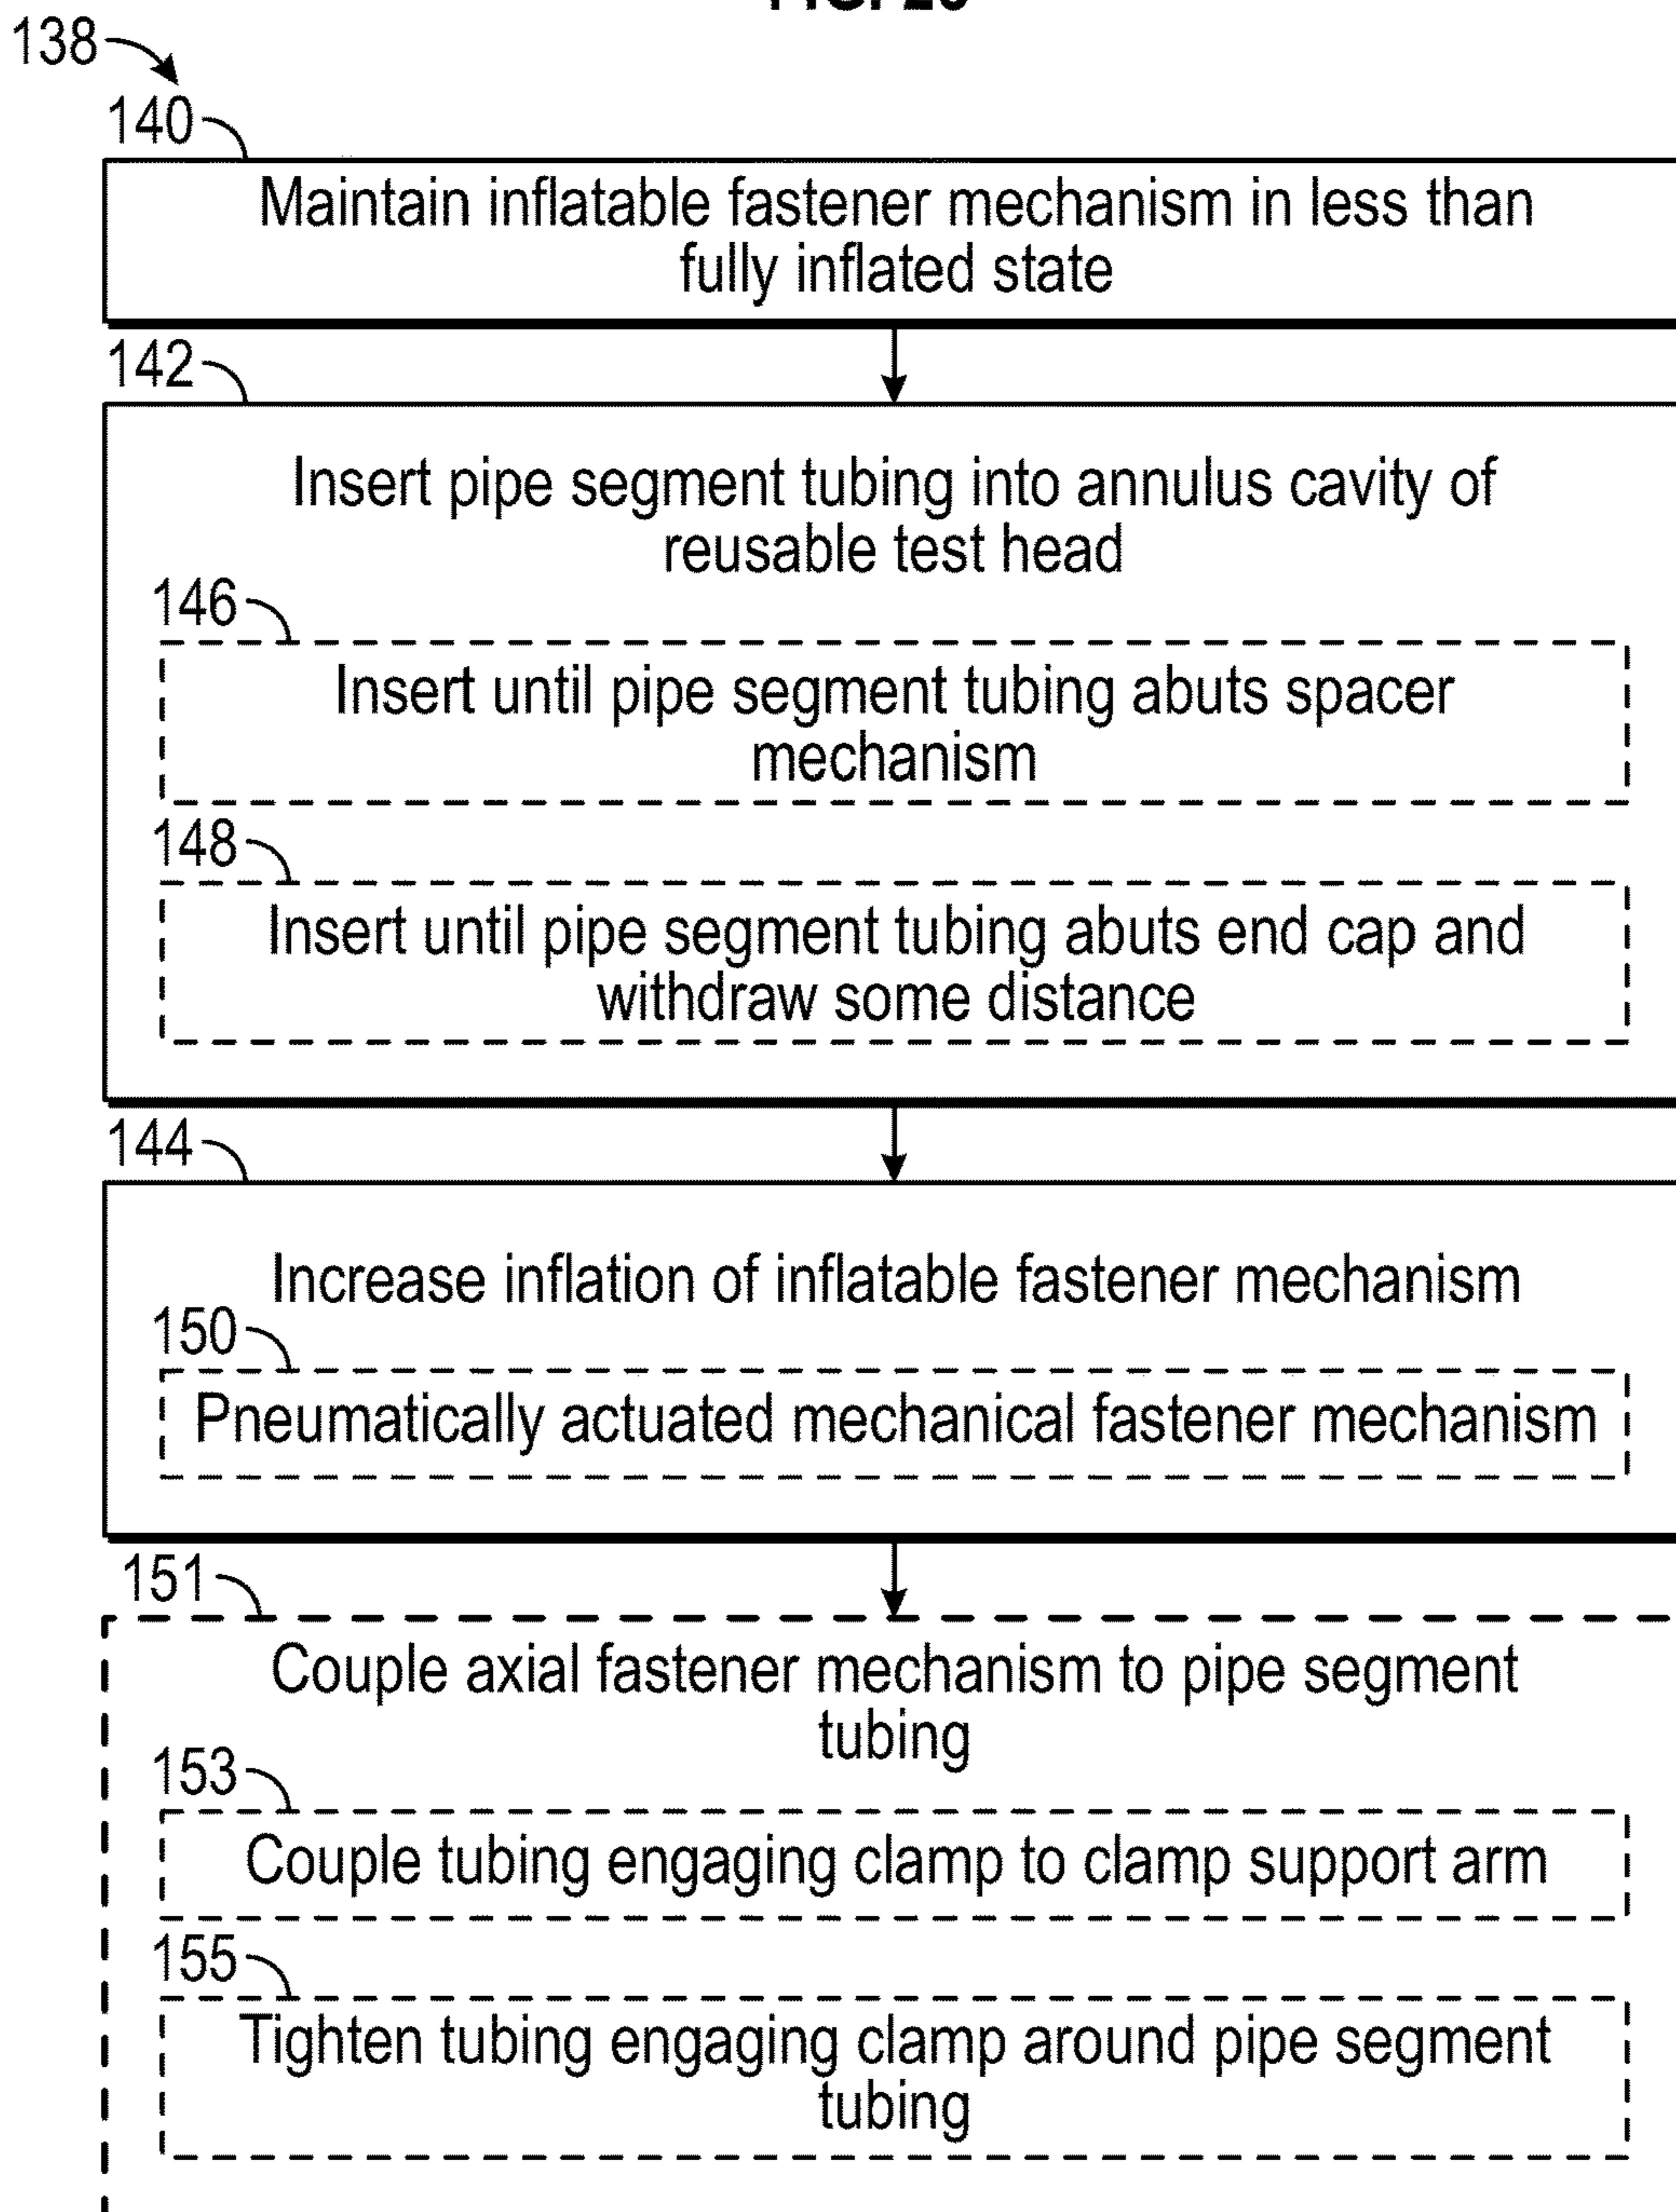 138
140
Maintain inflatable fastener mechanism in less than
fully inflated state
142
Insert pipe segment tubing into annulus cavity of
reusable test head
146
Insert until pipe segment tubing abuts spacer
mechanism
148
Insert until pipe segment tubing abuts end cap and
withdraw some distance
144
Increase inflation of inflatable fastener mechanism
150
Pneumatically actuated mechanical fastener mechanism
151
Couple axial fastener mechanism to pipe segment
tubing
153
Couple tubing engaging clamp to clamp support arm
155
Tighten tubing engaging clamp around pipe segment
tubing